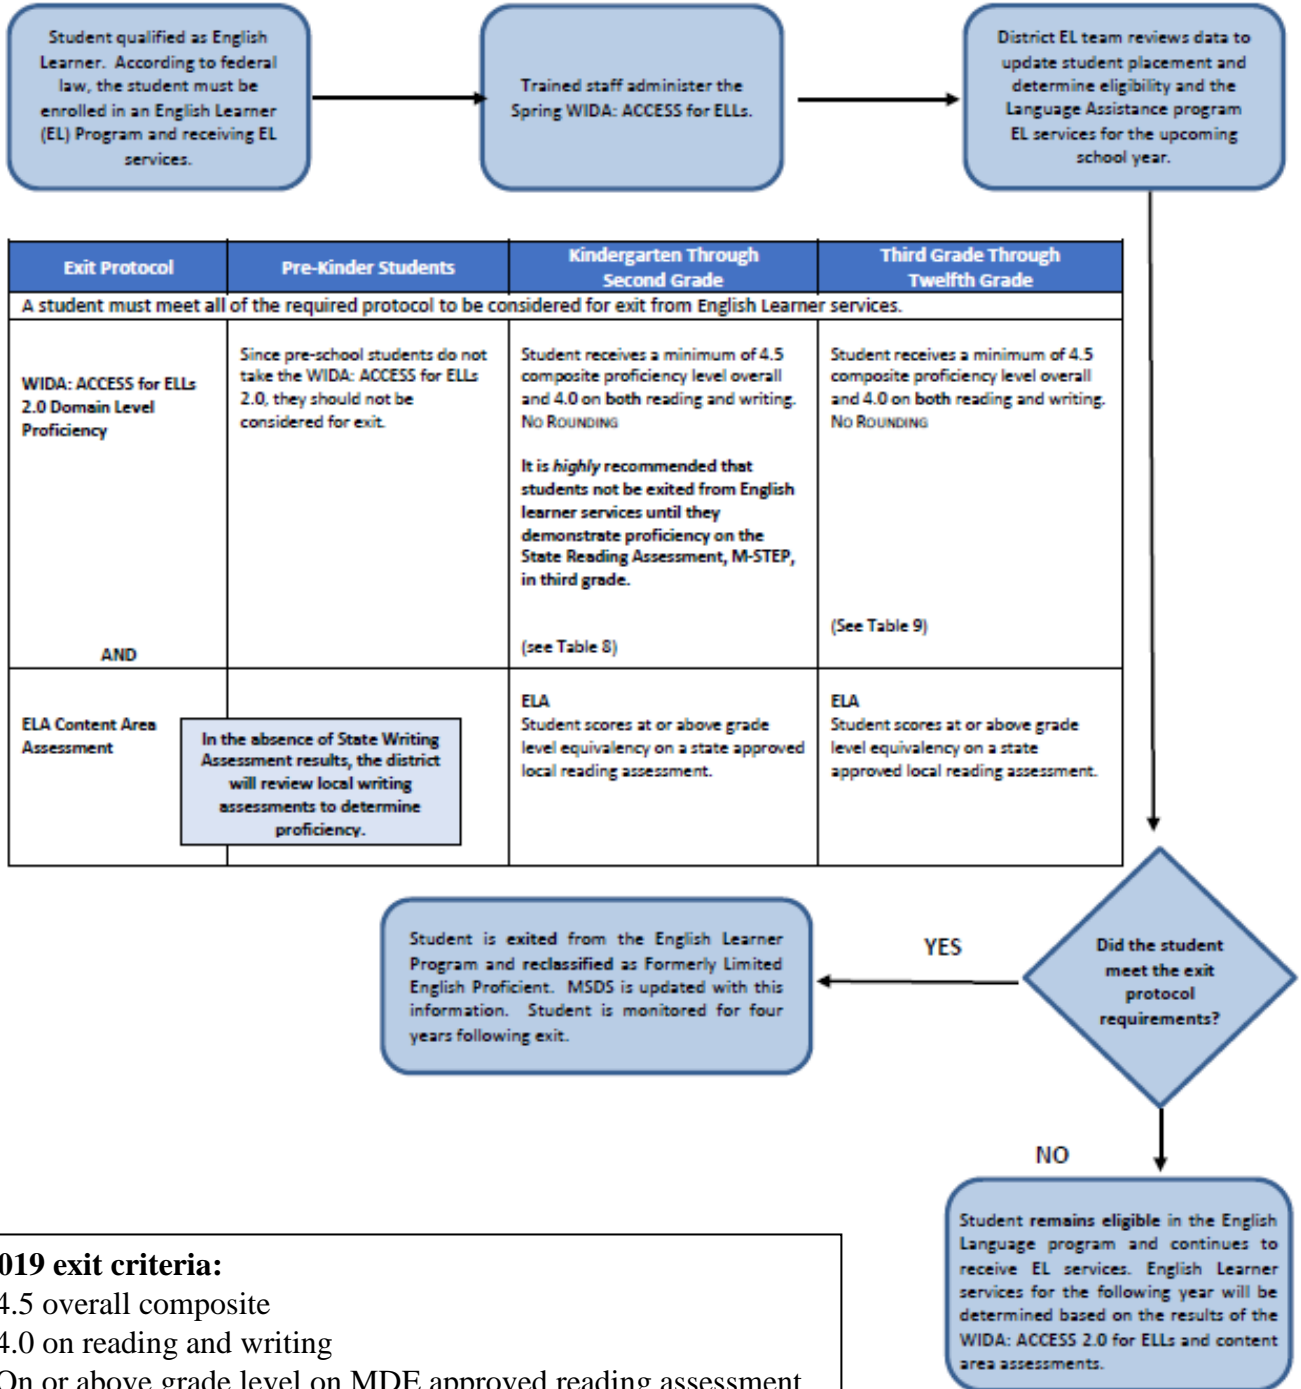 Student qualified as English
Learner. According to federal
law, the student must be
enrolled in an English Learner
(EL) Program and receiving EL
services.
Trained staff administer the
Spring WIDA: ACCESS for ELLs.
District EL team reviews data to
update student placement and
determine eligibility and the
Language Assistance program
EL services for the upcoming
school year.
Exit Protocol
Pre-Kinder Students
Kindergarten Through
Second Grade
Third Grade Through
Twelfth Grade
A student must meet all of the required protocol to be considered for exit from English Learner services.
WIDA: ACCESS for ELLs
2.0 Domain Level
Proficiency
AND
Since pre-school students do not
take the WIDA: ACCESS for ELLs
2.0, they should not be
considered for exit.
Student receives a minimum of 4.5
composite proficiency level overall
and 4.0 on both reading and writing.
NO ROUNDING
It is highly recommended that
students not be exited from English
learner services until they
demonstrate proficiency on the
State Reading Assessment, M-STEP,
in third grade.
(see Table 8)
Student receives a minimum of 4.5
composite proficiency level overall
and 4.0 on both reading and writing.
NO ROUNDING
(See Table 9)
ELA Content Area
Assessment
In the absence of State Writing
Assessment results, the district
will review local writing
assessments to determine
proficiency.
ELA
Student scores at or above grade
level equivalency on a state approved
local reading assessment.
ELA
Student scores at or above grade
level equivalency on a state
approved local reading assessment.
Did the student
meet the exit
protocol
requirements?
YES
Student is exited from the English Learner
Program and reclassified as Formerly Limited
English Proficient. MSDS is updated with this
information. Student is monitored for four
years following exit.
NO
Student remains eligible in the English
Language program and continues to
receive EL services. English Learner
services for the following year will be
determined based on the results of the
WIDA: ACCESS 2.0 for ELLs and content
area assessments.
019 exit criteria:
4.5 overall composite
4.0 on reading and writing
On or above grade level on MDE approved reading assessment